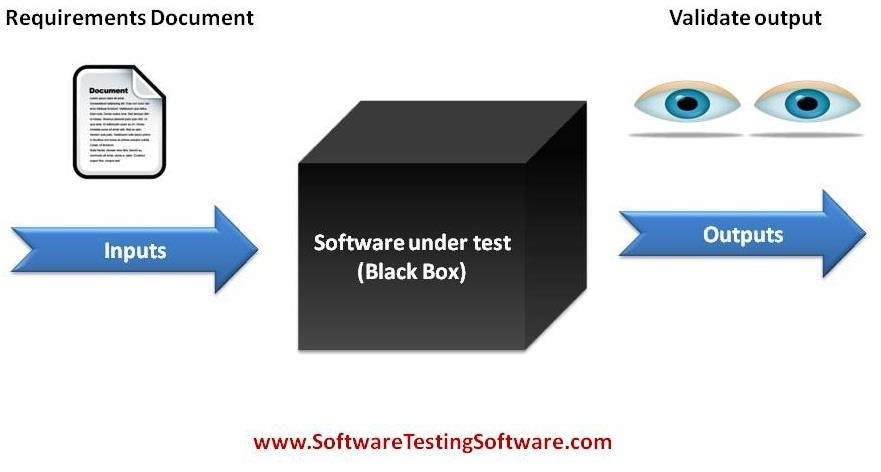 Requirements Document
Validate output
Document
Inputs
Software under test
(Black Box)
Outputs
www.SoftwareTestingSoftware.com